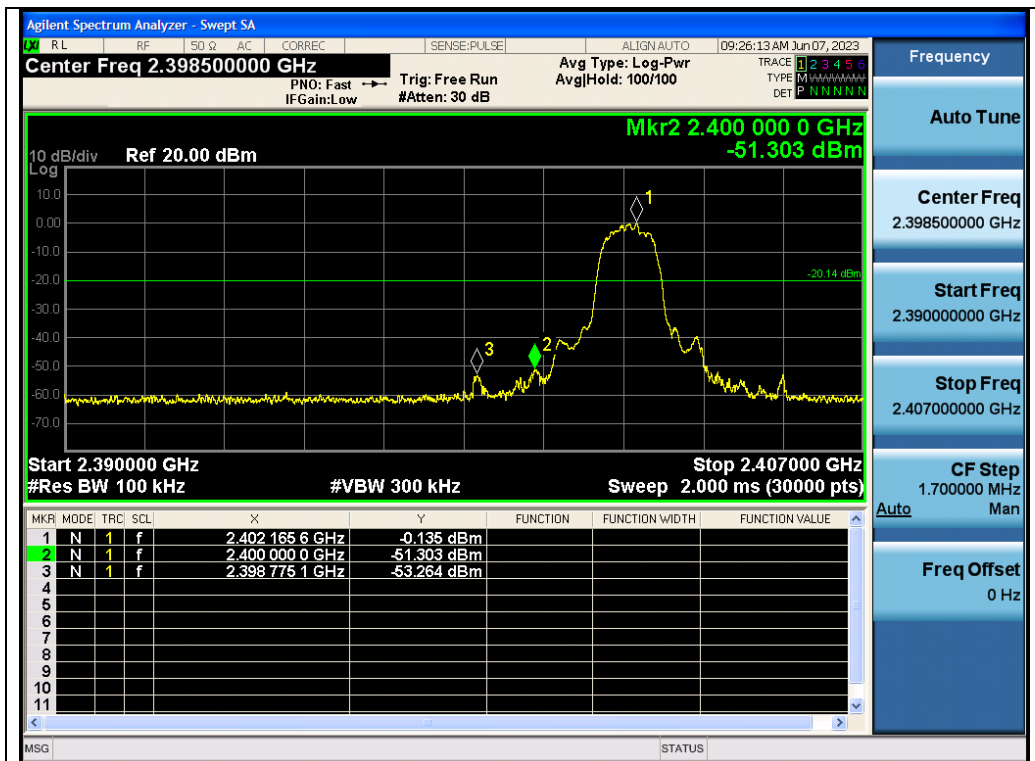 Agilent Spectrum Analyzer - Swept SA
LXI RL RF 50 Ω AC CORREC SENSE:PULSE ALIGN AUTO 09:26:13 AM Jun 07, 2023
Center Freq 2.398500000 GHz
PNO: Fast
IFGain:Low
Trig: Free Run
#Atten: 30 dB
Avg Type: Log-Pwr
Avg|Hold: 100/100
TRACE 1 2 3 4 5 6
TYPE M
DET P N N N N N
Mkr2 2.400 000 0 GHz
-51.303 dBm
10 dB/div Ref 20.00 dBm
Log
10.0
0.00
-10.0
-20.0
-30.0
-40.0
-50.0
-60.0
-70.0
1
-20.14 dBm
2
3
Start 2.390000 GHz Stop 2.407000 GHz
#Res BW 100 kHz #VBW 300 kHz Sweep 2.000 ms (30000 pts)
MKR MODE TRC SCL X Y FUNCTION FUNCTION WIDTH FUNCTION VALUE
1 N 1 f 2.402 165 6 GHz -0.135 dBm
2 N 1 f 2.400 000 0 GHz -51.303 dBm
3 N 1 f 2.398 775 1 GHz -53.264 dBm
4
5
6
7
8
9
10
11
MSG STATUS
Frequency
Auto Tune
Center Freq
2.398500000 GHz
Start Freq
2.390000000 GHz
Stop Freq
2.407000000 GHz
CF Step
1.700000 MHz
Auto Man
Freq Offset
0 Hz